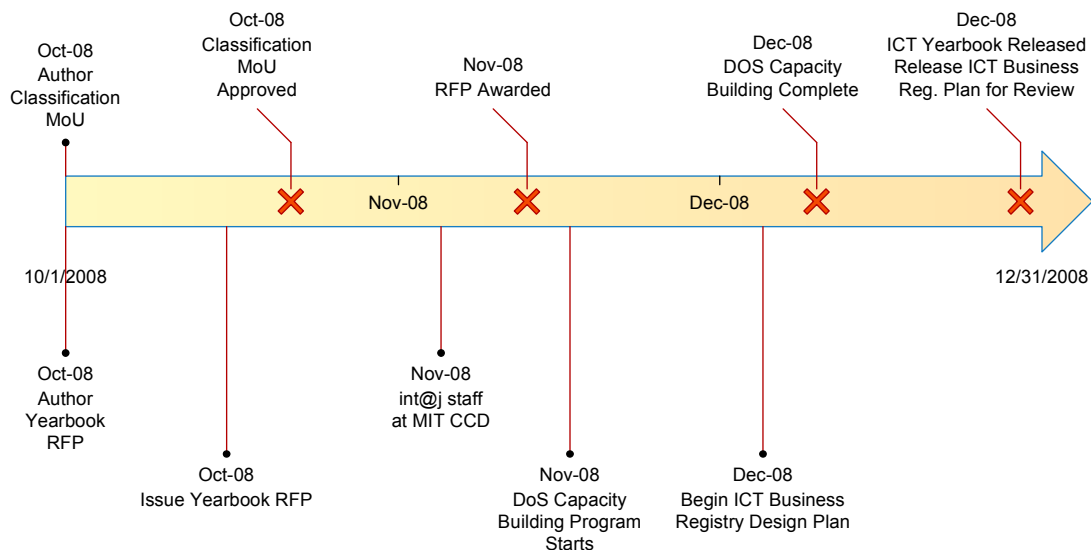 Oct-08
Author
Classification
MoU
Oct-08
Classification
MoU
Approved
Nov-08
RFP Awarded
Dec-08
DOS Capacity
Building Complete
Dec-08
ICT Yearbook Released
Release ICT Business
Reg. Plan for Review
Nov-08
Dec-08
10/1/2008
12/31/2008
Oct-08
Author
Yearbook
RFP
Oct-08
Issue Yearbook RFP
Nov-08
int@j staff
at MIT CCD
Nov-08
DoS Capacity
Building Program
Starts
Dec-08
Begin ICT Business
Registry Design Plan